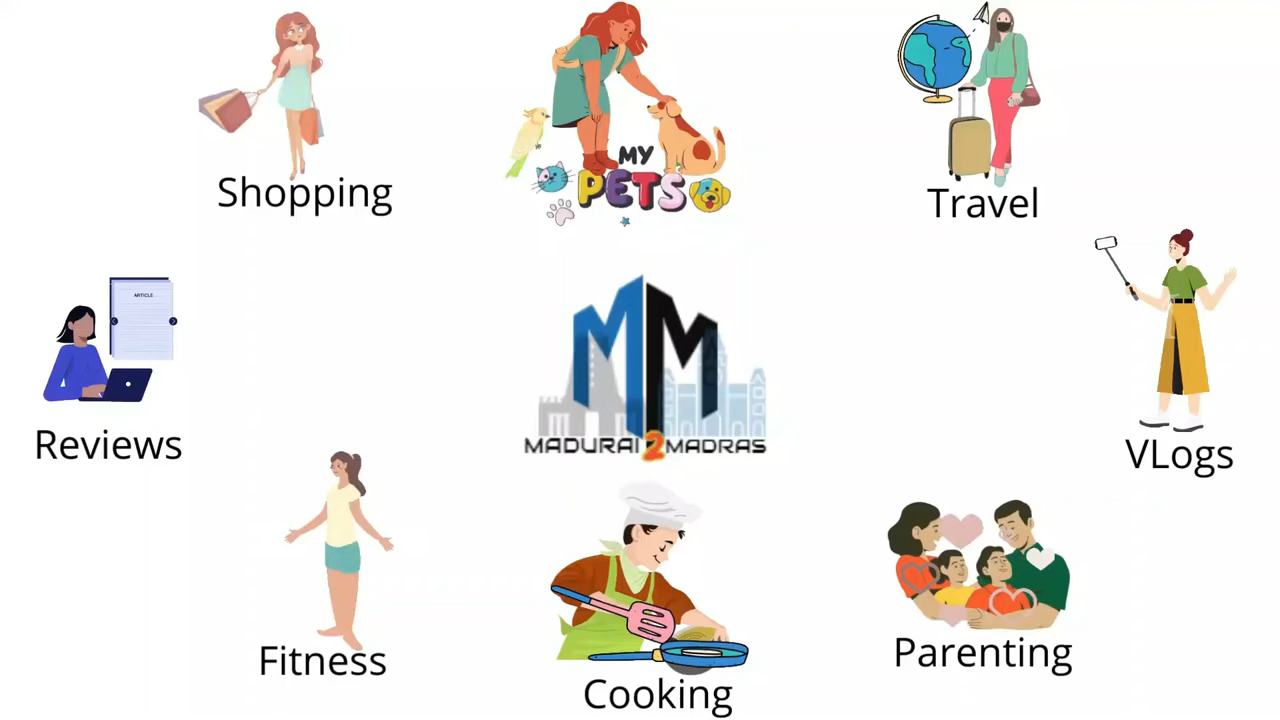 Shopping
MY
PETS
Travel
ARTICLE
Reviews
MM
MADURAI 2 MADRAS
VLogs
Fitness
Cooking
Parenting